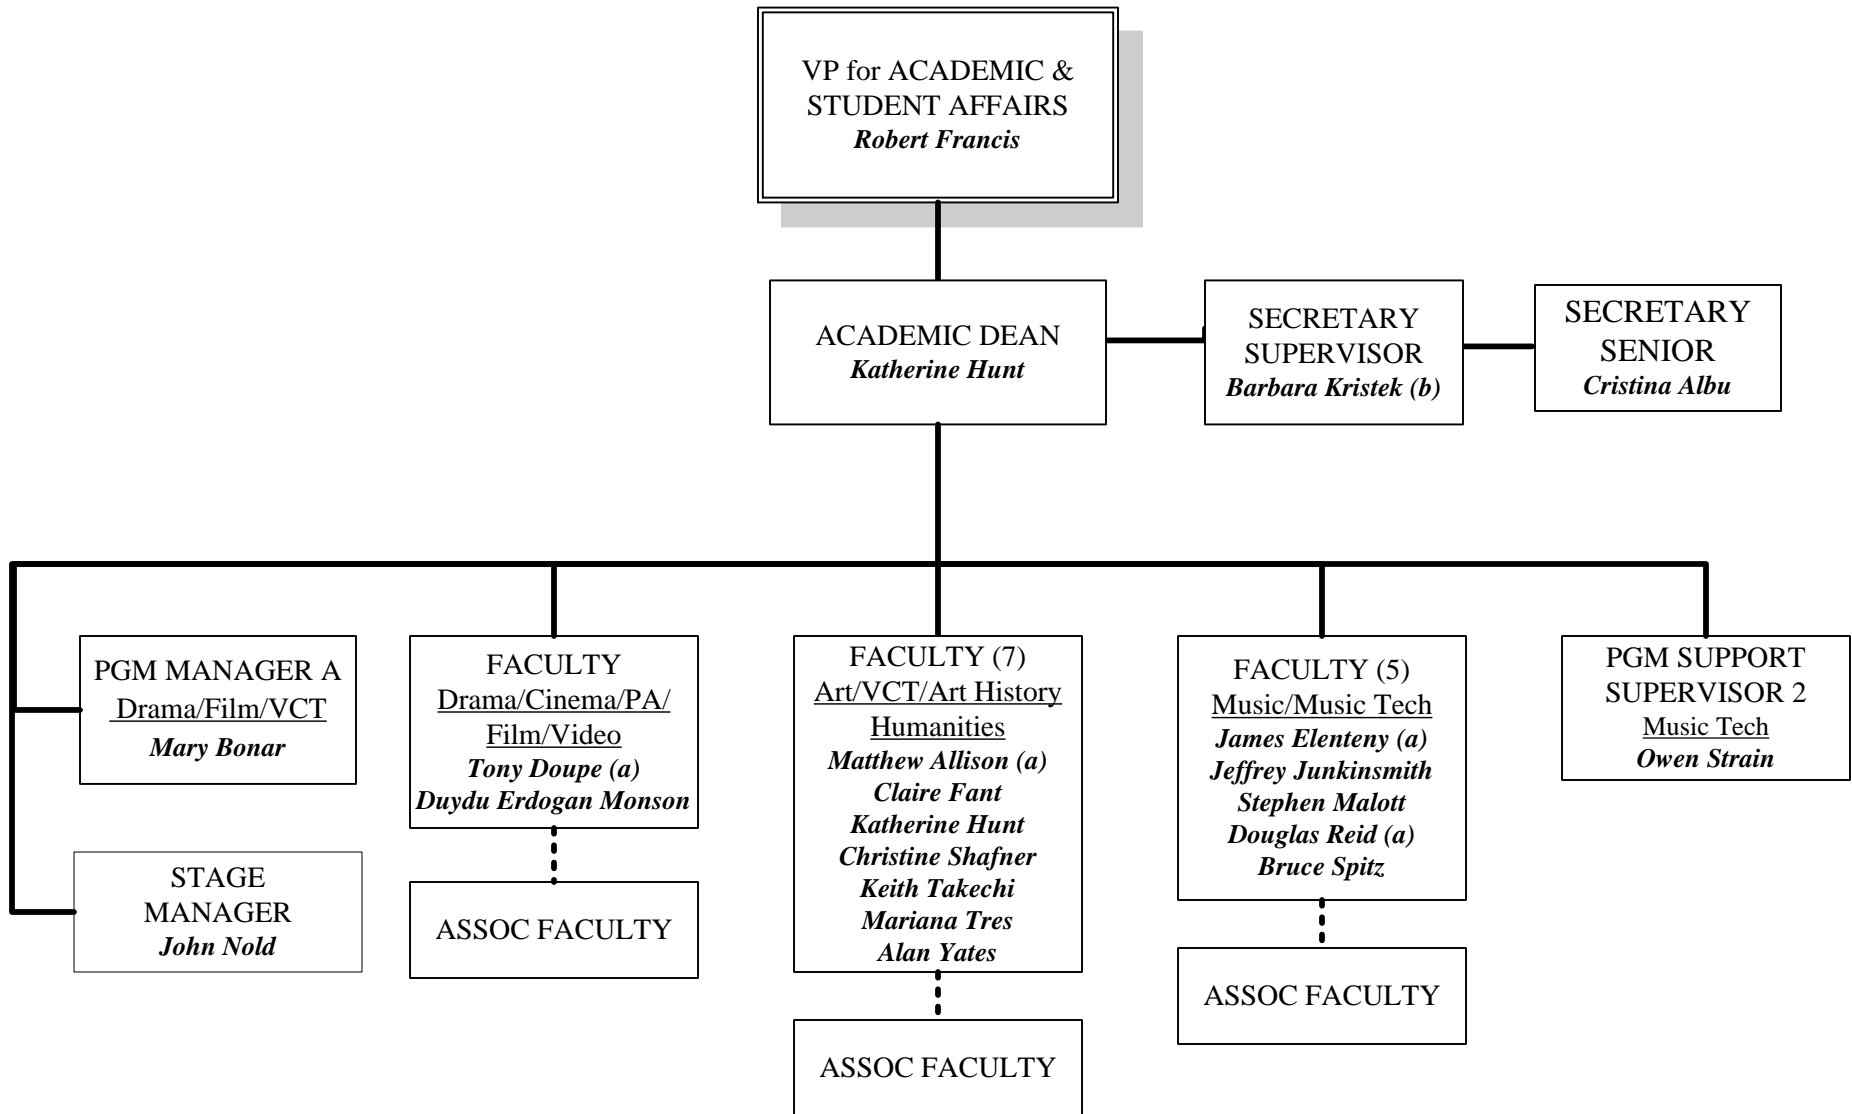 VP for ACADEMIC &
STUDENT AFFAIRS
Robert Francis
ACADEMIC DEAN
Katherine Hunt
SECRETARY
SUPERVISOR
Barbara Kristek (b)
SECRETARY
SENIOR
Cristina Albu
PGM MANAGER A
Drama/Film/VCT
Mary Bonar
STAGE
MANAGER
John Nold
FACULTY
Drama/Cinema/PA/
Film/Video
Tony Doupe (a)
Duydu Erdogan Monson
ASSOC FACULTY
FACULTY (7)
Art/VCT/Art History
Humanities
Matthew Allison (a)
Claire Fant
Katherine Hunt
Christine Shafner
Keith Takechi
Mariana Tres
Alan Yates
ASSOC FACULTY
FACULTY (5)
Music/Music Tech
James Elenteny (a)
Jeffrey Junkinsmith
Stephen Malott
Douglas Reid (a)
Bruce Spitz
ASSOC FACULTY
PGM SUPPORT
SUPERVISOR 2
Music Tech
Owen Strain